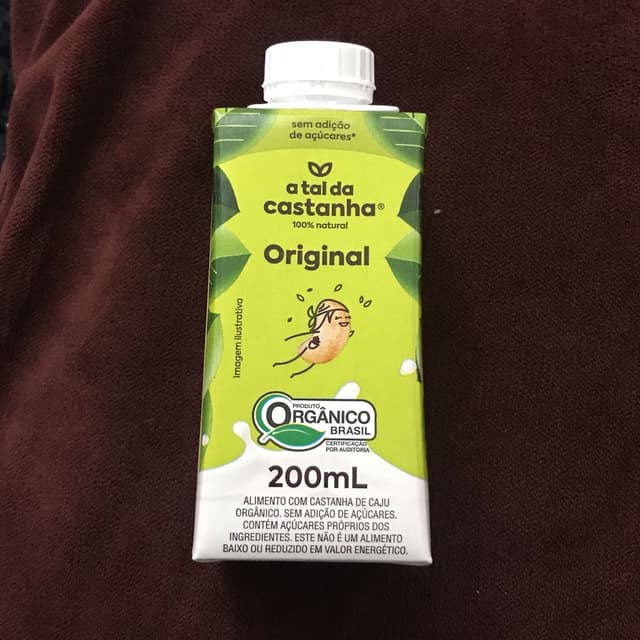 sem adição
de açúcares*
a tal da
castanha®
100% natural
Original
Imagem ilustrativa
PRODUTO
ORGÂNICO
BRASIL
CERTIFICAÇÃO
POR AUDITORIA
200mL
ALIMENTO COM CASTANHA DE CAJU
ORGÂNICO. SEM ADIÇÃO DE AÇÚCARES.
CONTÉM AÇÚCARES PRÓPRIOS DOS
INGREDIENTES. ESTE NÃO É UM ALIMENTO
BAIXO OU REDUZIDO EM VALOR ENERGÉTICO.